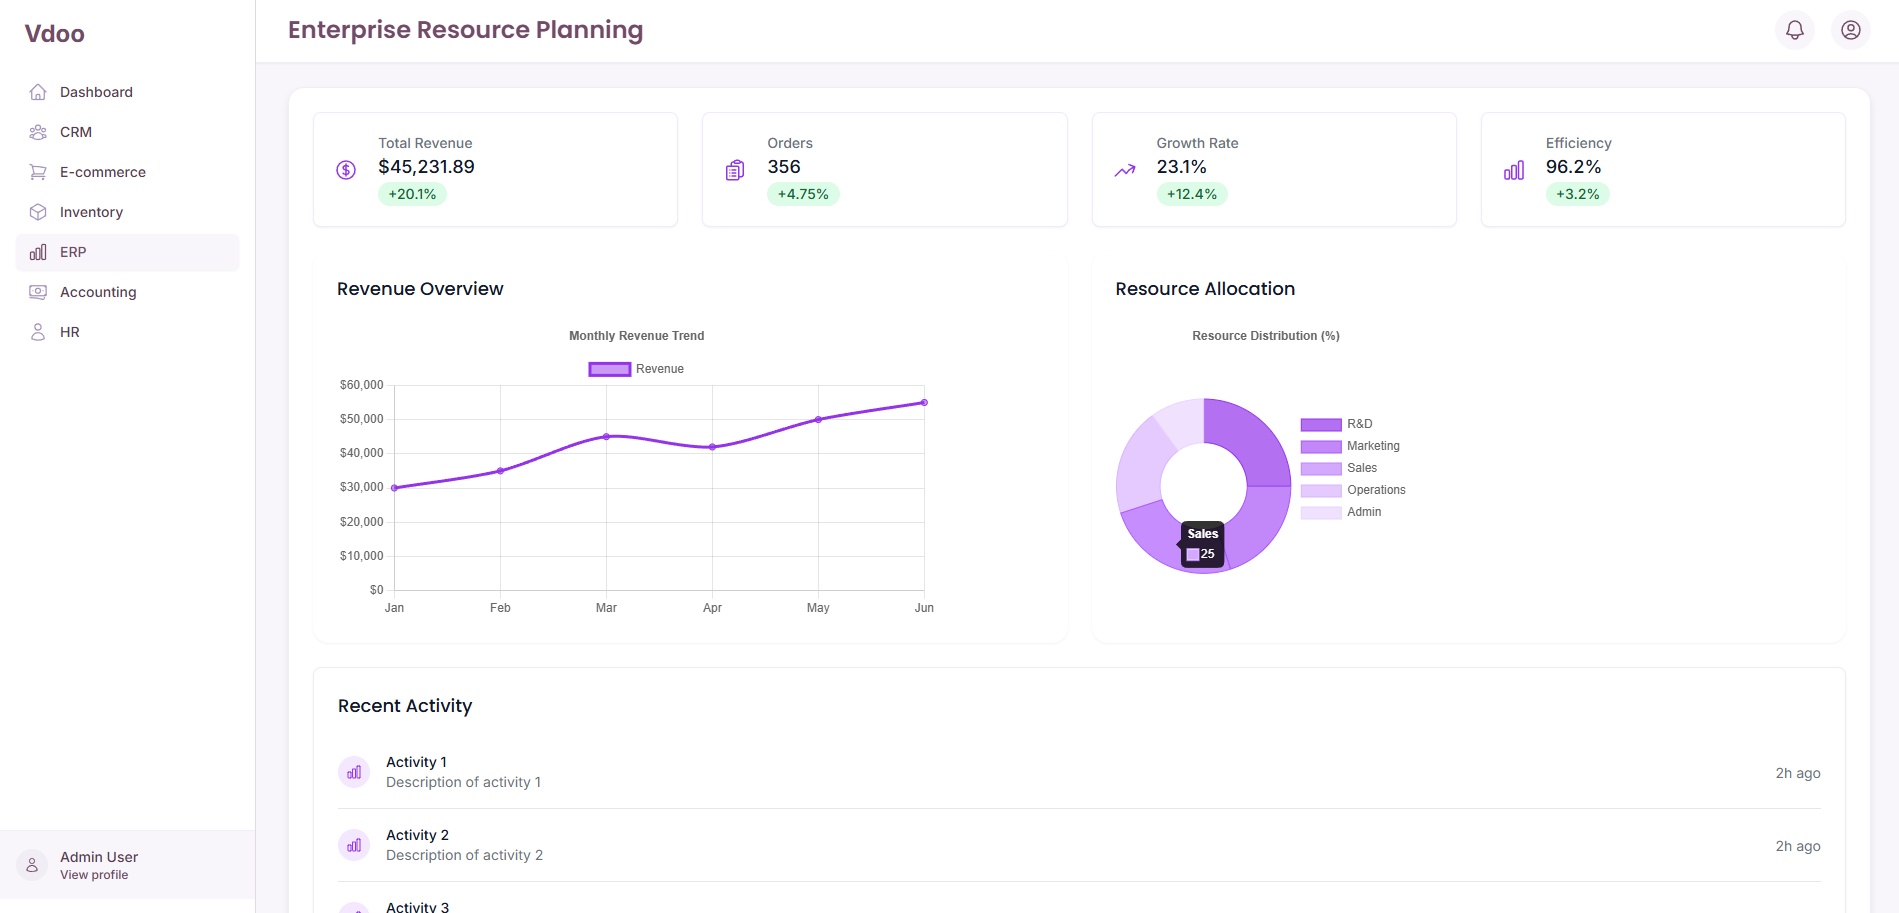 Vdoo
Dashboard
CRM
E-commerce
Inventory
ERP
Accounting
HR
Admin User
View profile
Enterprise Resource Planning
Total Revenue
$45,231.89
+20.1%
Orders
356
+4.75%
Growth Rate
23.1%
+12.4%
Efficiency
96.2%
+3.2%
Revenue Overview
Monthly Revenue Trend
Revenue
$60,000
$50,000
$40,000
$30,000
$20,000
$10,000
$0
Jan Feb Mar Apr May Jun
Resource Allocation
Resource Distribution (%)
R&D
Marketing
Sales
Operations
Admin
Sales
25
Recent Activity
Activity 1
Description of activity 1
2h ago
Activity 2
Description of activity 2
2h ago
Activity 3